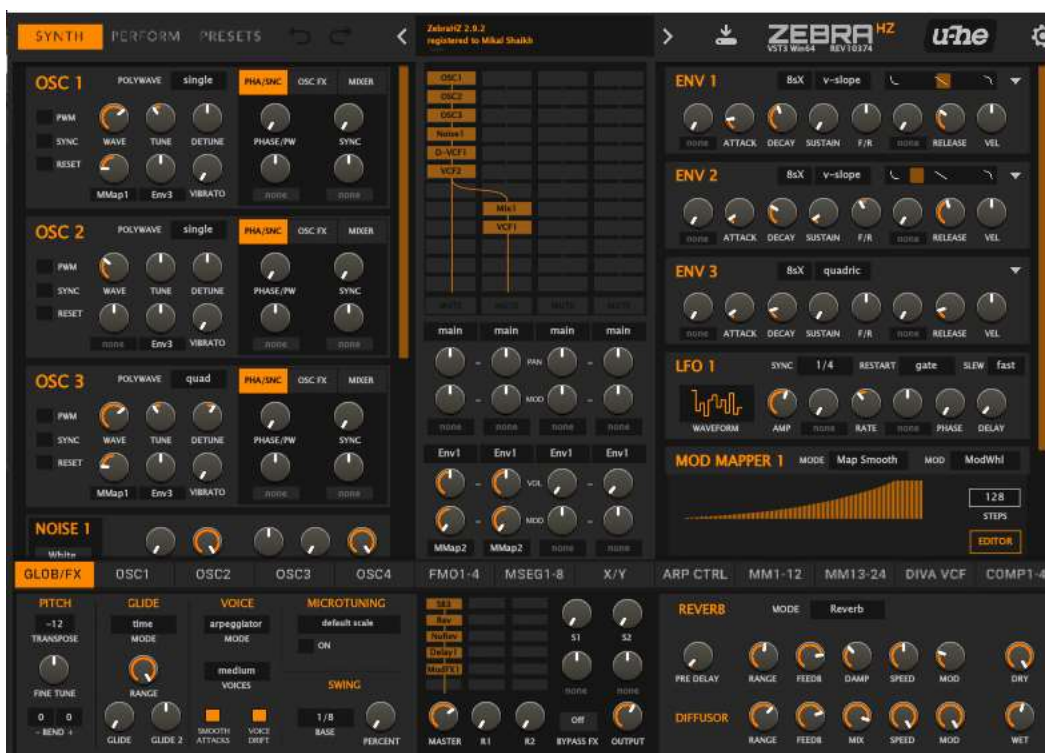 SYNTH PERFORM PRESETS
ZebraHZ 2.9.2
registered to Mikal Shaikh
ZEBRA HZ
VST3 Win64 REV10374
u-he
OSC 1 POLYWAVE single PHA/SNC OSC FX MIXER
PWM
SYNC
RESET
WAVE TUNE DETUNE PHASE/PW SYNC
MMap1 Env3 VIBRATO none none
OSC 2 POLYWAVE single PHA/SNC OSC FX MIXER
PWM
SYNC
RESET
WAVE TUNE DETUNE PHASE/PW SYNC
none Env3 VIBRATO none none
OSC 3 POLYWAVE quad PHA/SNC OSC FX MIXER
PWM
SYNC
RESET
WAVE TUNE DETUNE PHASE/PW SYNC
MMap1 Env3 VIBRATO none none
NOISE 1
White
OSC1
OSC2
OSC3
Noise1
D-VCF1
VCF2
Mix1
VCF1
MUTE MUTE MUTE MUTE
main main main main
PAN
MOD
none none none none
Env1 Env1 Env1 Env1
VOL
MOD
MMap2 MMap2 none none
ENV 1 8sX v-slope
none ATTACK DECAY SUSTAIN F/R none RELEASE VEL
ENV 2 8sX v-slope
none ATTACK DECAY SUSTAIN F/R none RELEASE VEL
ENV 3 8sX quadric
none ATTACK DECAY SUSTAIN F/R none RELEASE VEL
LFO 1 SYNC 1/4 RESTART gate SLEW fast
WAVEFORM AMP none RATE none PHASE DELAY
MOD MAPPER 1 MODE Map Smooth MOD ModWhl
128
STEPS
EDITOR
GLOB/FX OSC1 OSC2 OSC3 OSC4 FMO1-4 MSEG1-8 X/Y ARP CTRL MM1-12 MM13-24 DIVA VCF COMP1-4
PITCH
-12
TRANSPOSE
FINE TUNE
0 0
- BEND +
GLIDE
time
MODE
RANGE
GLIDE GLIDE 2
VOICE
arpeggiator
MODE
medium
VOICES
SMOOTH ATTACKS
VOICE DRIFT
MICROTUNING
default scale
ON
SWING
1/8
BASE PERCENT
SB3
Rev
NuRev
Delay1
ModFX1
S1 S2
none none
Off
MASTER R1 R2 BYPASS FX OUTPUT
REVERB MODE Reverb
PRE DELAY RANGE FEEDB DAMP SPEED MOD DRY
DIFFUSOR
RANGE FEEDB MIX SPEED MOD WET